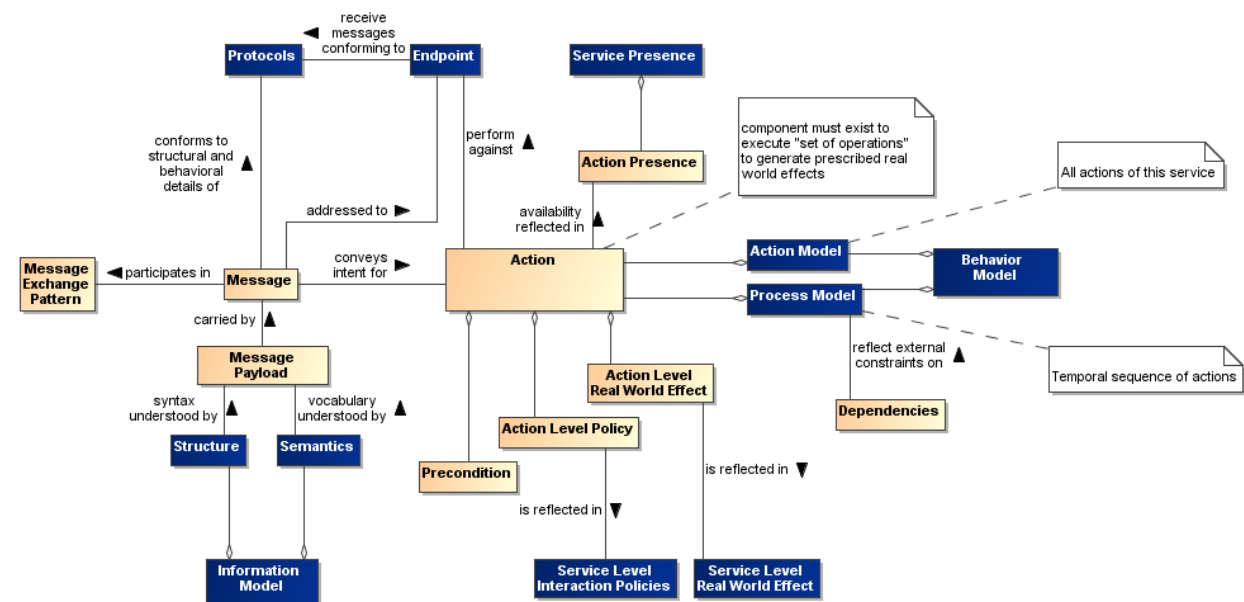 receive
messages
conforming to
Protocols
Endpoint
Service Presence
component must exist to
execute "set of operations"
to generate prescribed real
world effects
conforms to
structural and
behavioral
details of
perform
against
Action Presence
All actions of this service
addressed to
availability
reflected in
Message
Exchange
Pattern
participates in
Message
conveys
intent for
Action
Action Model
Behavior
Model
Process Model
carried by
Message
Payload
reflect external
constraints on
Temporal sequence of actions
Action Level
Real World Effect
syntax
understood by
vocabulary
understood by
Action Level Policy
Dependencies
Structure
Semantics
Precondition
is reflected in
is reflected in
Information
Model
Service Level
Interaction Policies
Service Level
Real World Effect